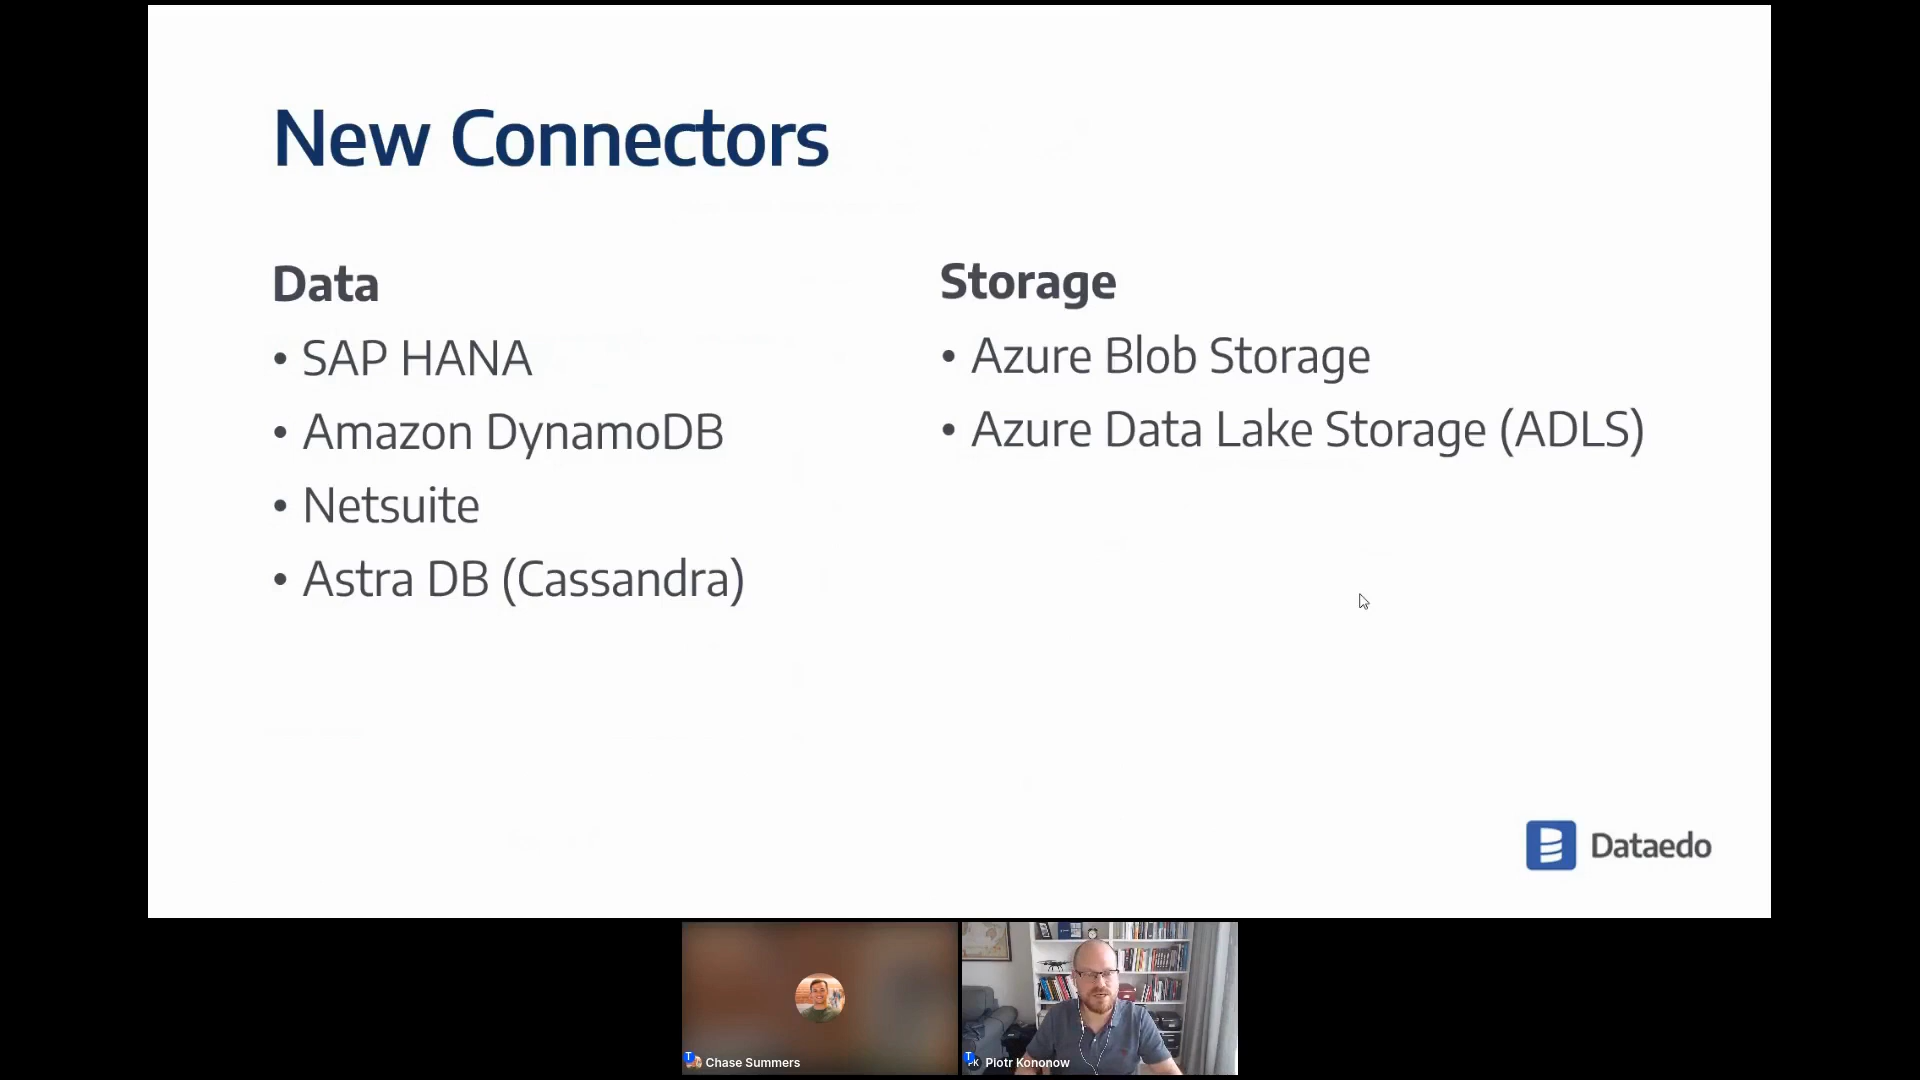 New Connectors
Data
• SAP HANA
• Amazon DynamoDB
• Netsuite
• Astra DB (Cassandra)
Storage
• Azure Blob Storage
• Azure Data Lake Storage (ADLS)
Dataedo
T Chase Summers
T PK Piotr Kononow